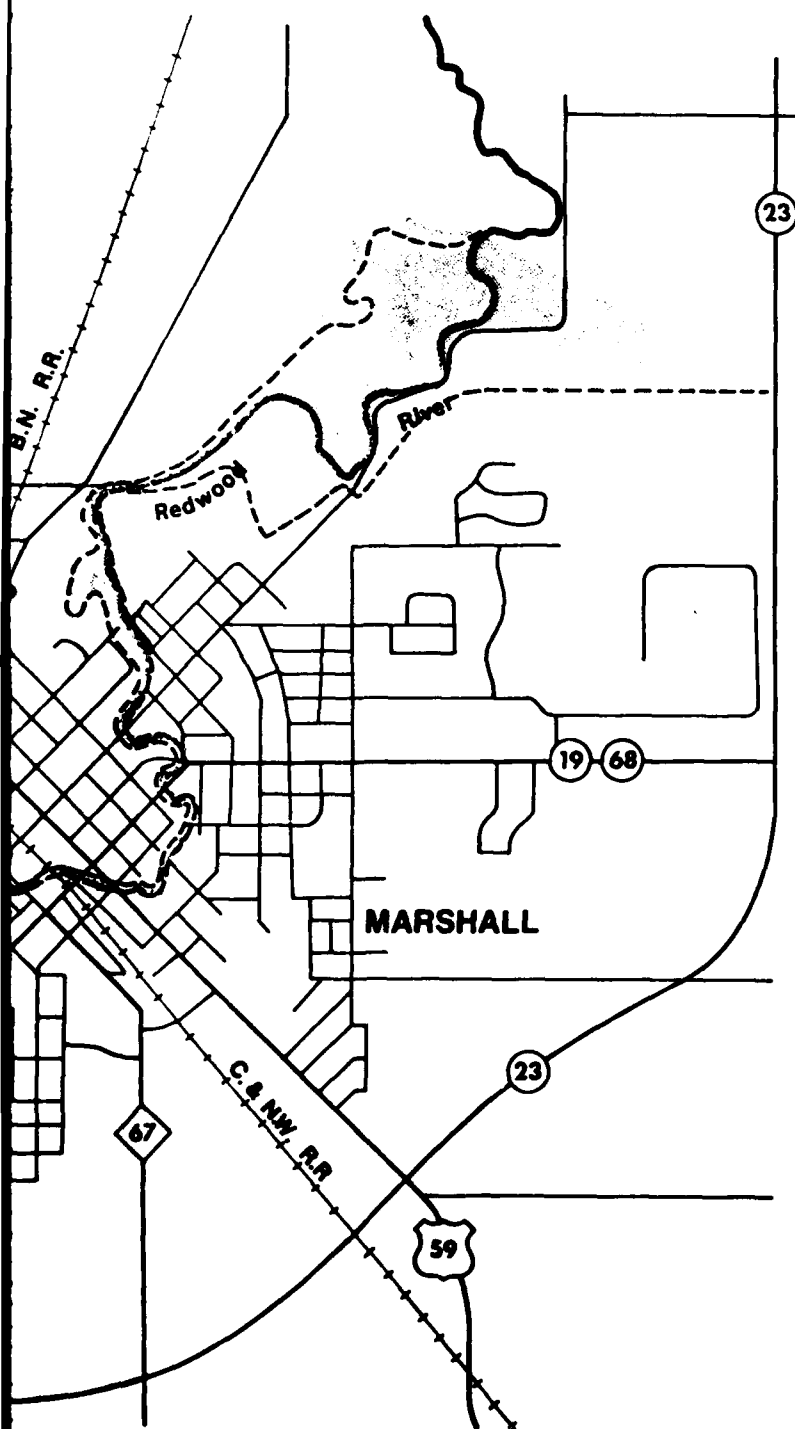 23
B.N. R.R.
River
Redwood
19 68
MARSHALL
23
C. & N.W. R.R
67
59